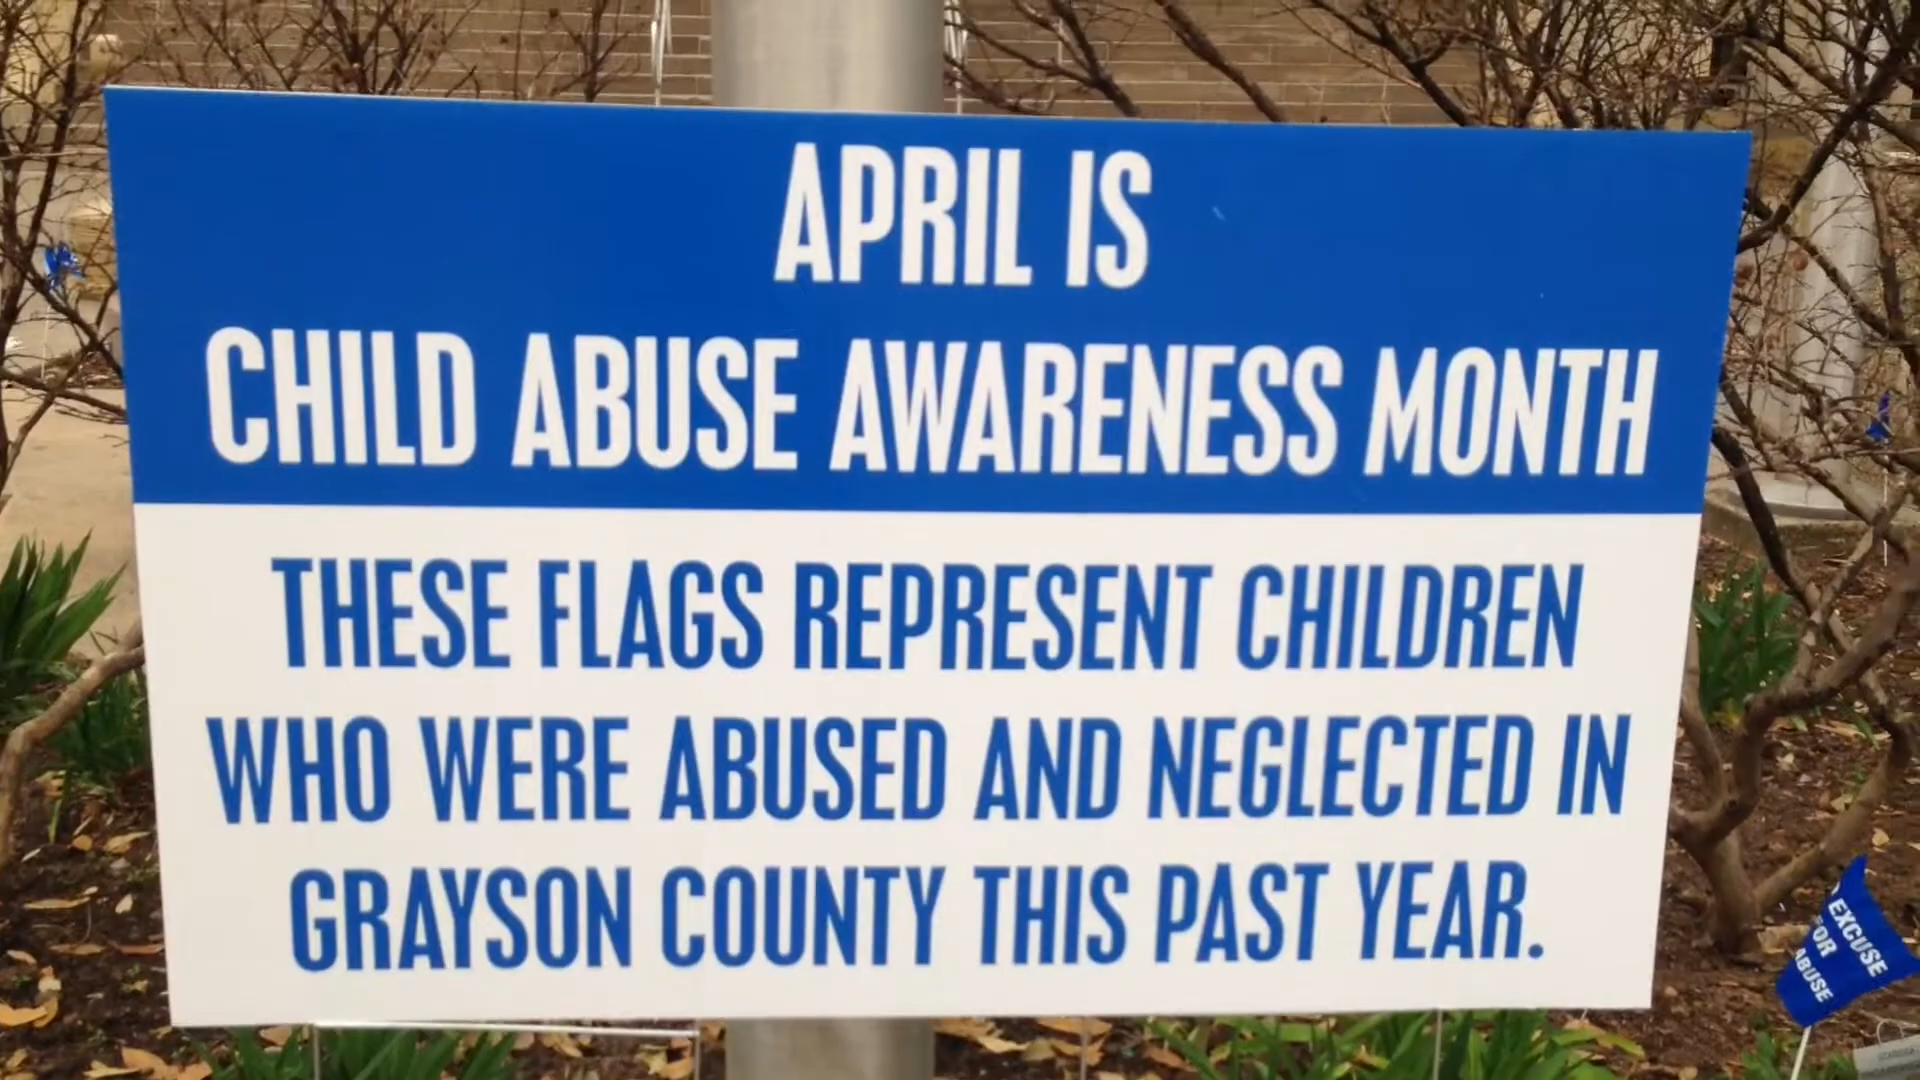 APRIL IS
CHILD ABUSE AWARENESS MONTH
THESE FLAGS REPRESENT CHILDREN
WHO WERE ABUSED AND NEGLECTED IN
GRAYSON COUNTY THIS PAST YEAR.
EXCUSE
FOR
ABUSE